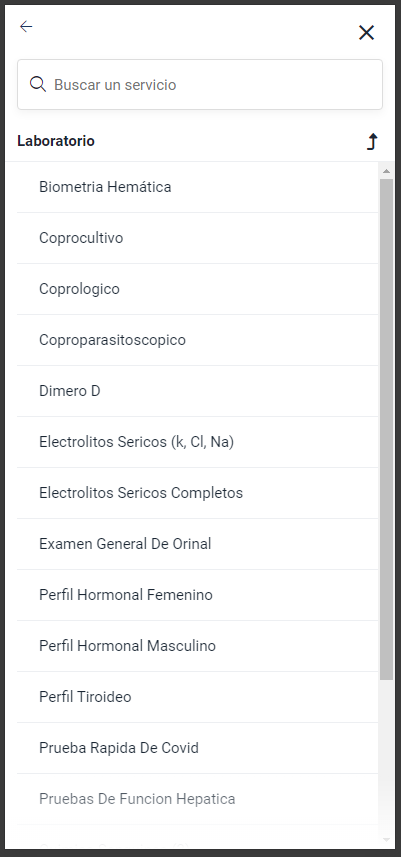 Buscar un servicio
Laboratorio
Biometria Hemática
Coprocultivo
Coprologico
Coproparasitoscopico
Dimero D
Electrolitos Sericos (k, Cl, Na)
Electrolitos Sericos Completos
Examen General De Orinal
Perfil Hormonal Femenino
Perfil Hormonal Masculino
Perfil Tiroideo
Prueba Rapida De Covid
Pruebas De Funcion Hepatica